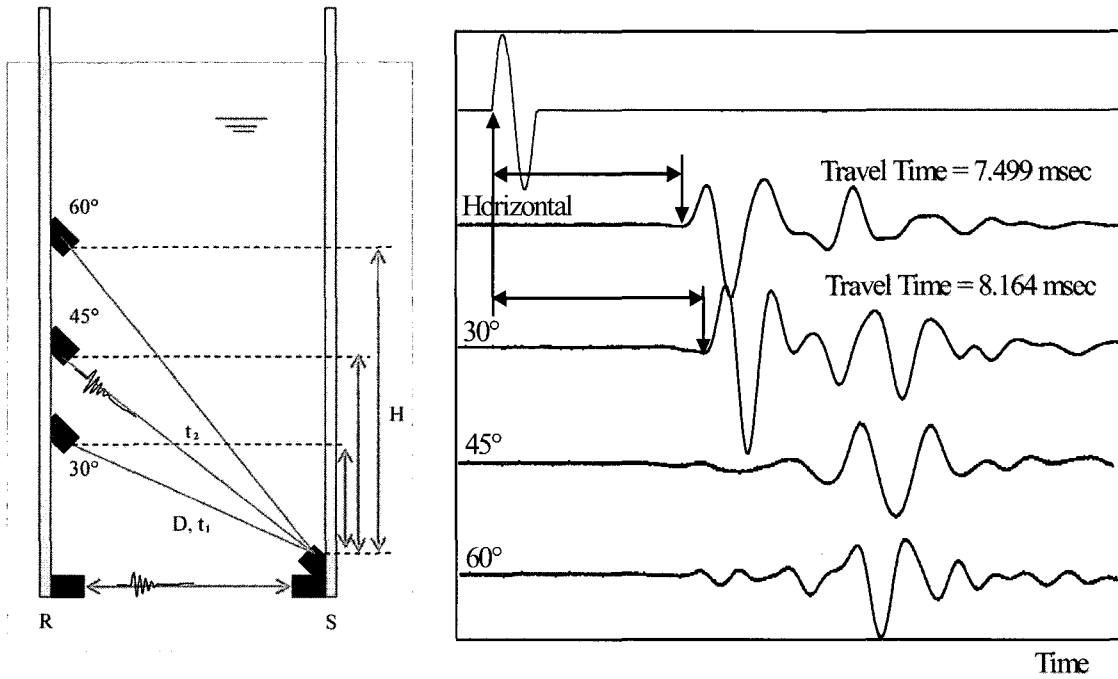 60°
45°
30°
t₂
D, t₁
H
R
S
Travel Time = 7.499 msec
Horizontal
Travel Time = 8.164 msec
30°
45°
60°
Time